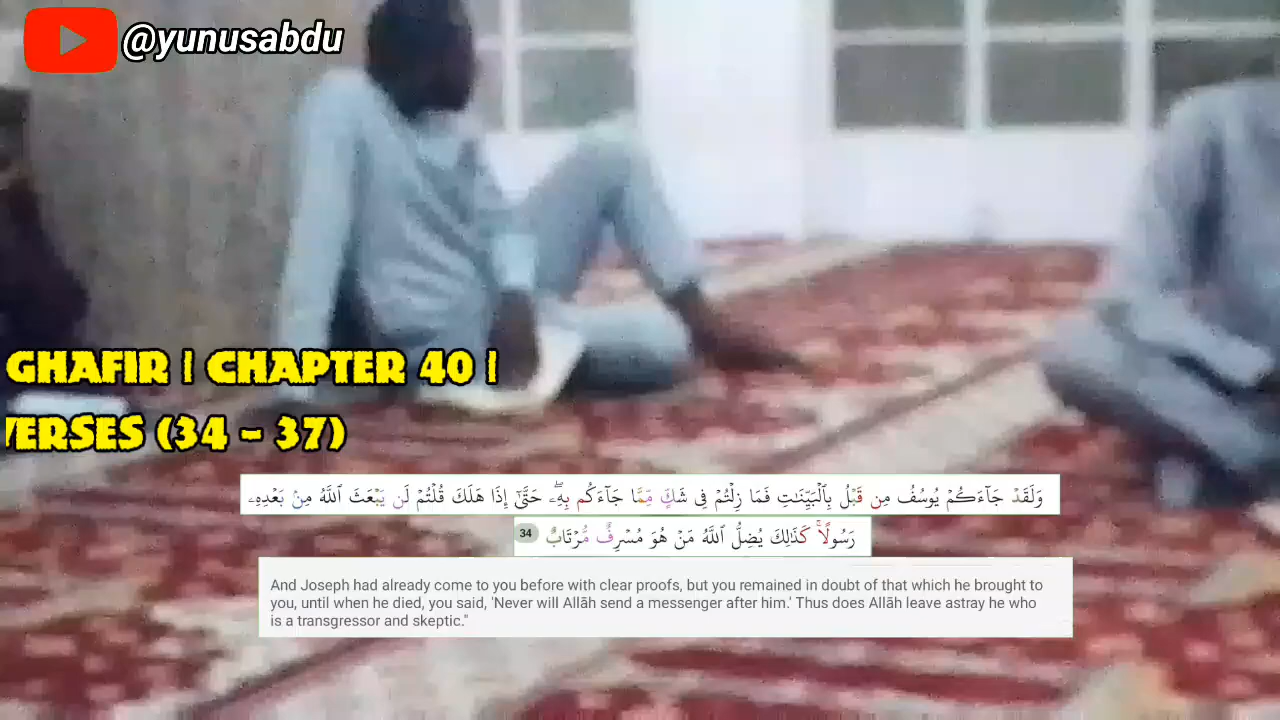 @yunusabdu
GHAFIR | CHAPTER 40 |
VERSES (34 - 37)
وَلَقَدْ جَآءَكُمْ يُوسُفُ مِن قَبْلُ بِٱلْبَيِّنَٰتِ فَمَا زِلْتُمْ فِى شَكٍّ مِّمَّا جَآءَكُم بِهِۦ ۖ حَتَّىٰٓ إِذَا هَلَكَ قُلْتُمْ لَن يَبْعَثَ ٱللَّهُ مِنۢ بَعْدِهِۦ
رَسُولًا ۚ كَذَٰلِكَ يُضِلُّ ٱللَّهُ مَنْ هُوَ مُسْرِفٌ مُّرْتَابٌ 34
And Joseph had already come to you before with clear proofs, but you remained in doubt of that which he brought to
you, until when he died, you said, 'Never will Allāh send a messenger after him.' Thus does Allāh leave astray he who
is a transgressor and skeptic."